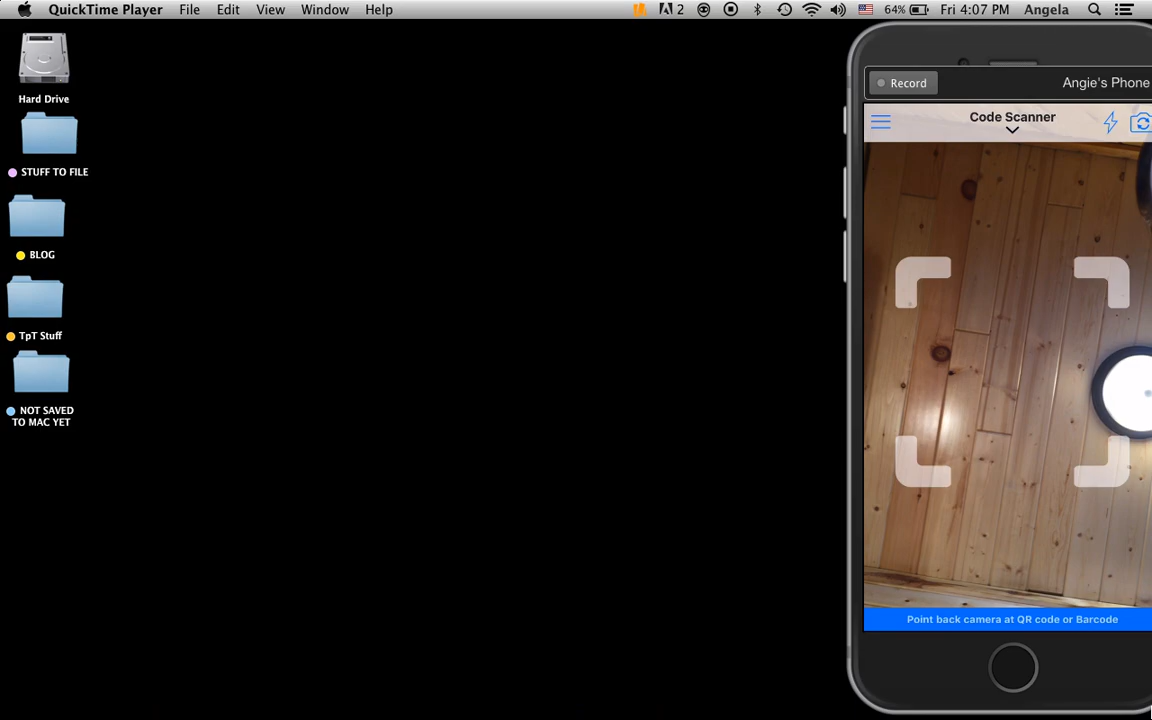 QuickTime Player File Edit View Window Help 2 64% Fri 4:07 PM Angela
Hard Drive
STUFF TO FILE
BLOG
TpT Stuff
NOT SAVED
TO MAC YET
Record Angie's Phone
Code Scanner
Point back camera at QR code or Barcode